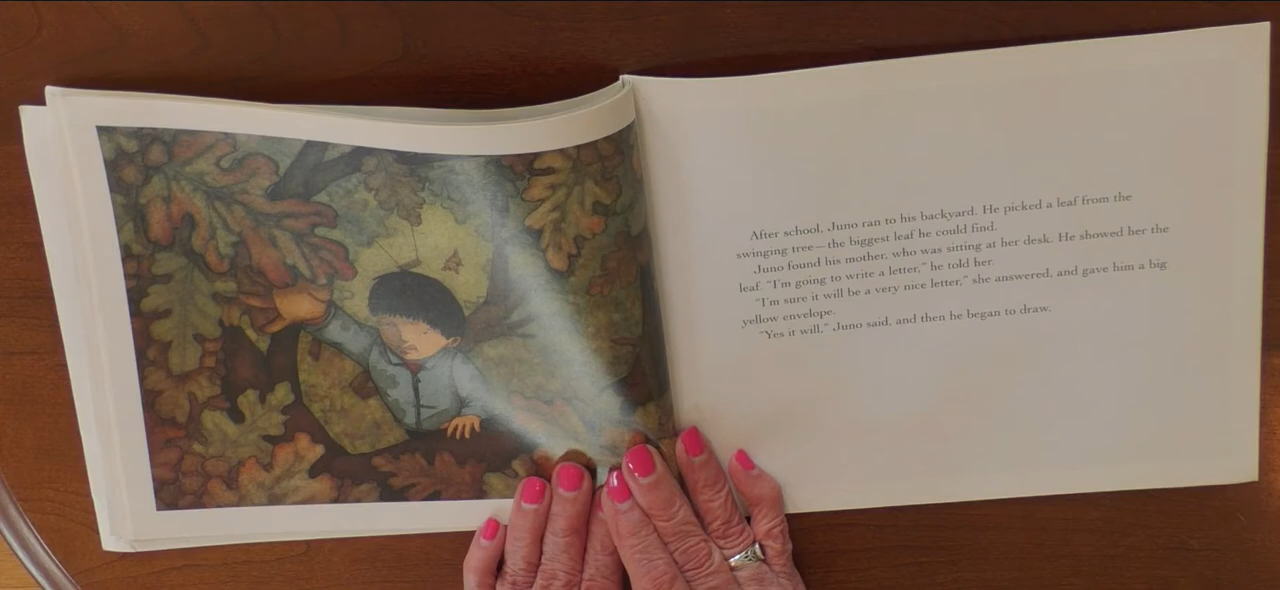 After school, Juno ran to his backyard. He picked a leaf from the
swinging tree—the biggest leaf he could find.
Juno found his mother, who was sitting at her desk. He showed her the
leaf. "I'm going to write a letter," he told her.
"I'm sure it will be a very nice letter," she answered, and gave him a big
yellow envelope.
"Yes it will," Juno said, and then he began to draw.